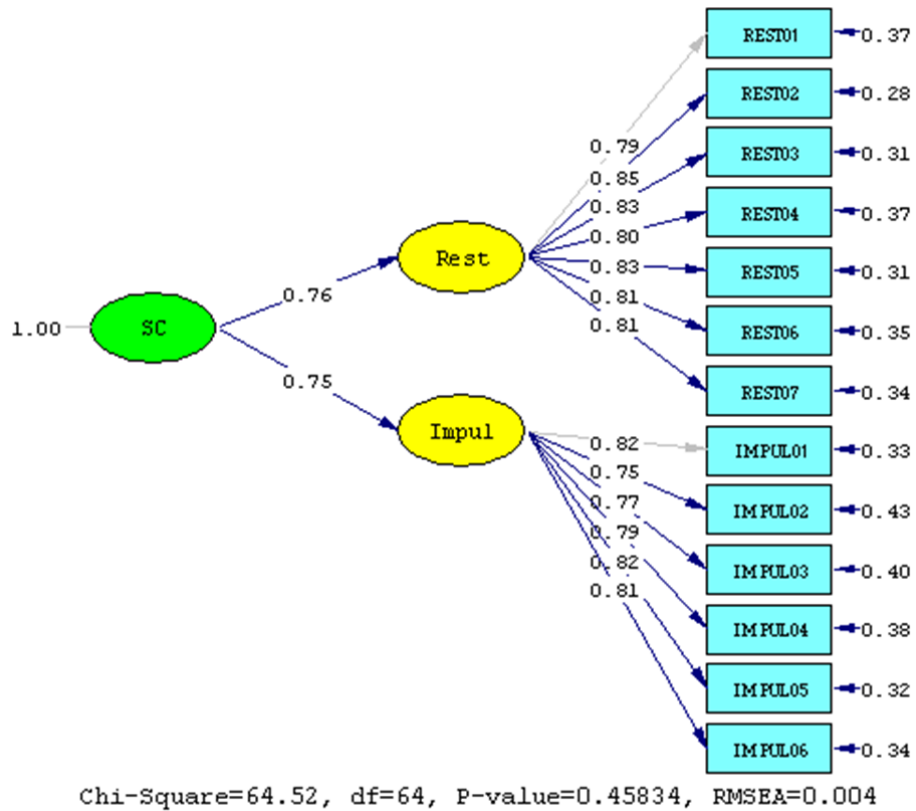 REST01 0.37
REST02 0.28
0.79
REST03 0.31
0.85
0.83
REST04 0.37
0.80
Rest
0.83
REST05 0.31
0.76
0.81
1.00 SC
0.81
REST06 0.35
0.75
REST07 0.34
Impul
0.82
IMPUL01 0.33
0.75
0.77
IMPUL02 0.43
0.79
0.82
IMPUL03 0.40
0.81
IMPUL04 0.38
IMPUL05 0.32
IMPUL06 0.34
Chi-Square=64.52, df=64, P-value=0.45834, RMSEA=0.004